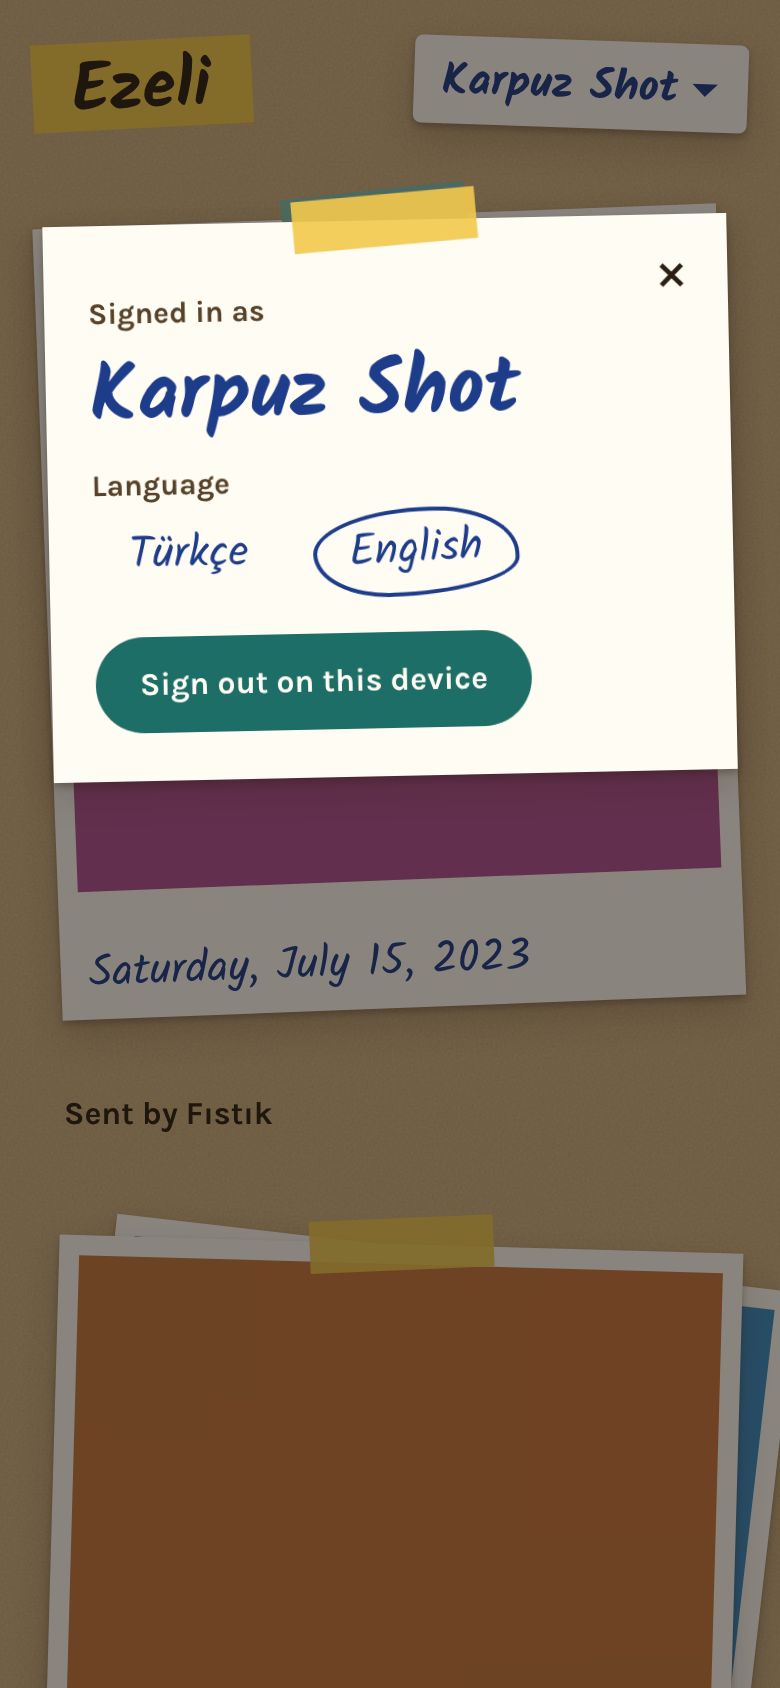 Ezeli
Karpuz Shot
Signed in as
Karpuz Shot
Language
Türkçe English
Sign out on this device
Saturday, July 15, 2023
Sent by Fıstık